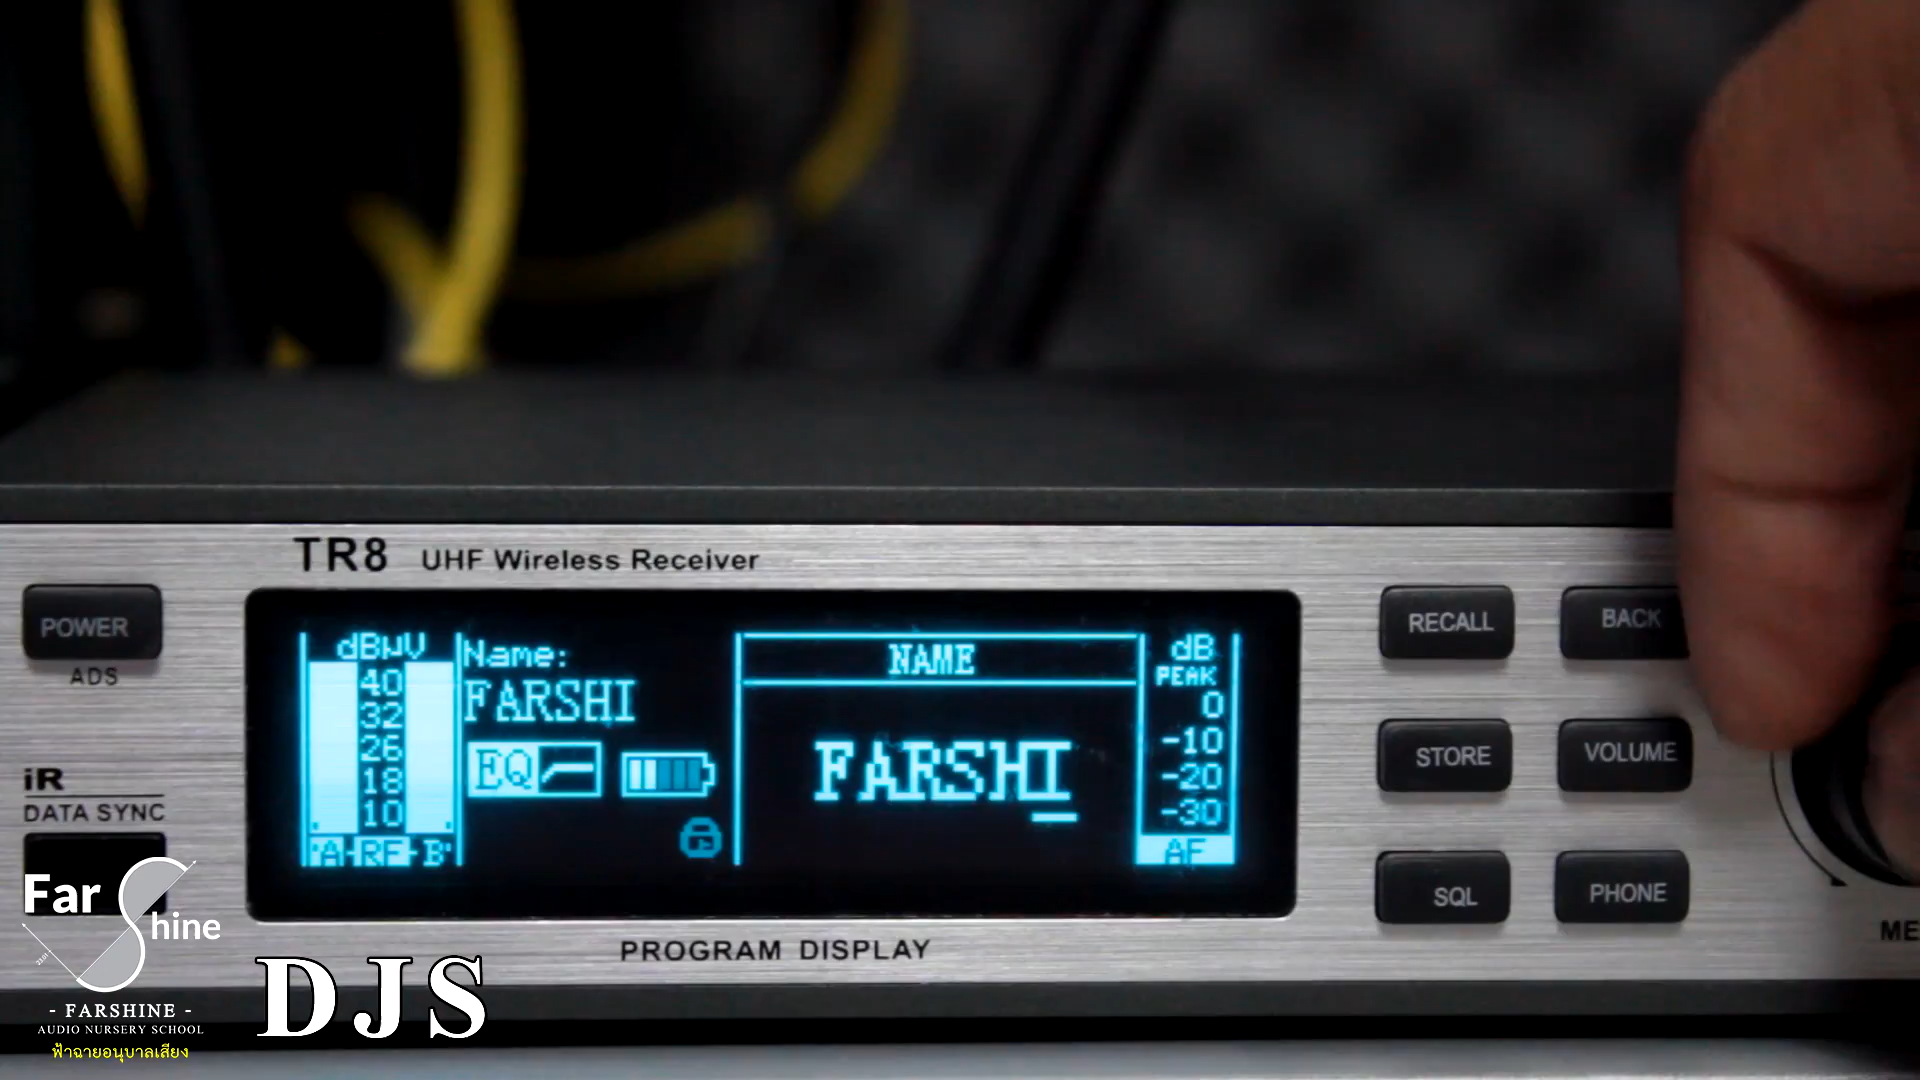 TR8 UHF Wireless Receiver
POWER
ADS
iR
DATA SYNC
dBμV
40
32
26
18
10
A RF B
Name:
FARSHI
EQ
NAME
FARSHI
dB
PEAK
0
-10
-20
-30
AF
PROGRAM DISPLAY
RECALL
BACK
STORE
VOLUME
SQL
PHONE
ME
Far Shine
- FARSHINE -
AUDIO NURSERY SCHOOL
ฟ้าฉายอนุบาลเสียง
DJS